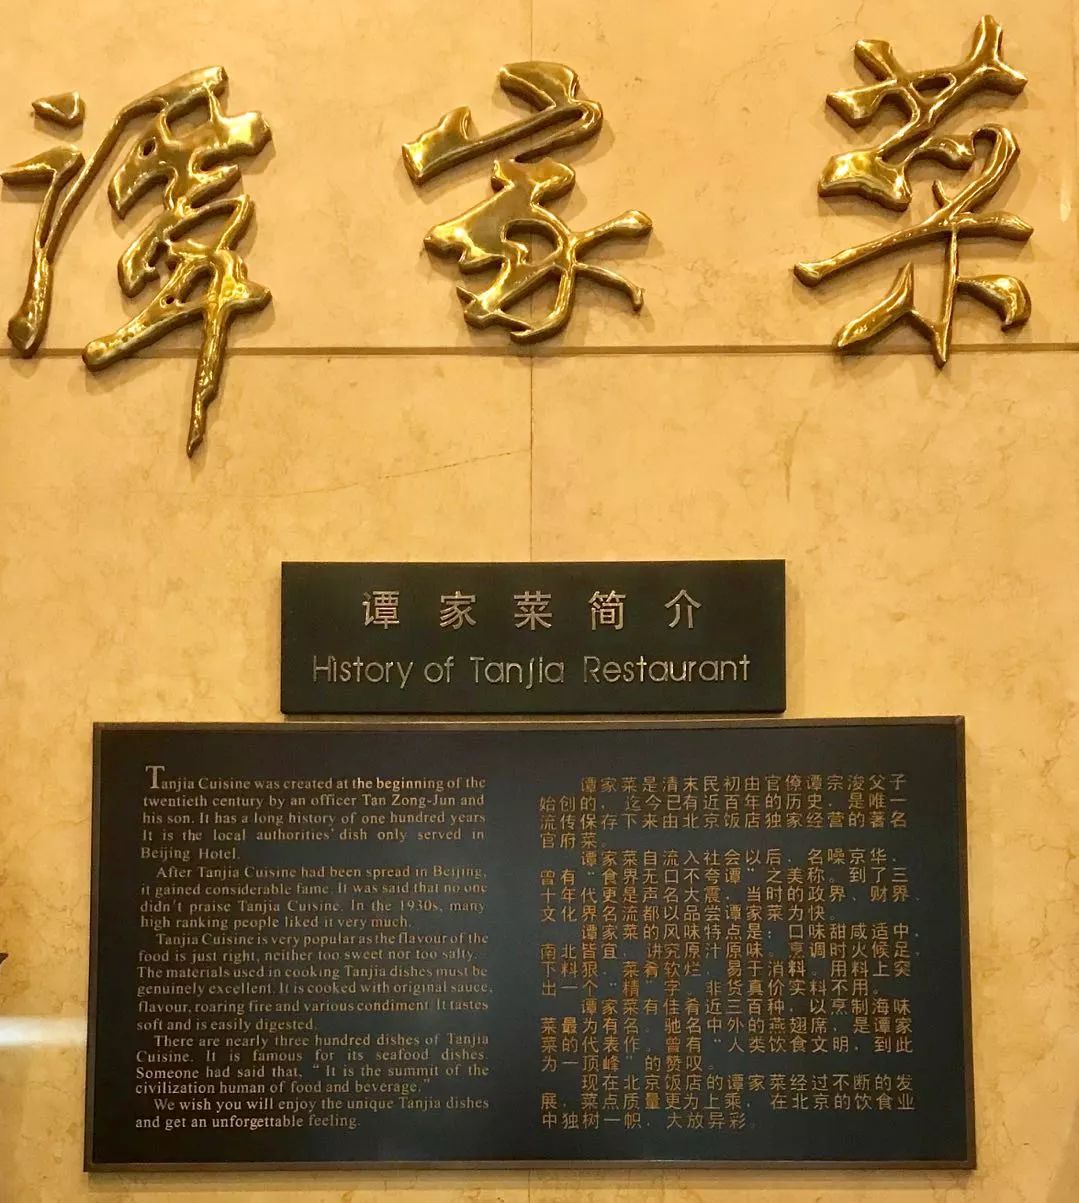 谭家菜
谭家菜简介
History of Tanjia Restaurant
Tanjia Cuisine was created at the beginning of the
twentieth century by an officer Tan Zong-Jun and
his son. It has a long history of one hundred years
It is the local authorities' dish only served in
Beijing Hotel.
After Tanjia Cuisine had been spread in Beijing,
it gained considerable fame. It was said that no one
didn't praise Tanjia Cuisine. In the 1930s, many
high ranking people liked it very much.
Tanjia Cuisine is very popular as the flavour of the
food is just right, neither too sweet nor too salty.
The materials used in cooking Tanjia dishes must be
genuinely excellent. It is cooked with original sauce,
flavour, roaring fire and various condiment. It tastes
soft and is easily digested.
There are nearly three hundred dishes of Tanjia
Cuisine. It is famous for its seafood dishes.
Someone had said that, "It is the summit of the
civilization human of food and beverage."
We wish you will enjoy the unique Tanjia dishes
and get an unforgettable feeling.
谭家菜是清末民初由官僚谭宗浚父子
始创的，迄今已有近百年的历史，是唯一
流传保存下来由北京饭店独家经营的著名
官府菜。
谭家菜自流入社会以后，名噪京华，
曾有"食界无口不夸谭"之美称。到了三
十年代更是声名大震，当时的政界、财界、
文化界名流都以品尝谭家菜为快。
谭家菜的风味特点是：口味甜咸适中，
南北皆宜，讲究原汁原味。烹调时火候足，
下料狠，菜肴软烂，易于消料。用料上突
出一个"精"字。非货真价实料不用。
谭家菜有佳肴近三百种，以烹制海味
菜最为有名。驰名中外的燕翅席，是谭家
菜的代表作。曾有"人类饮食文明，到此
为一顶峰"的赞叹。
现在北京饭店的谭家菜经过不断的发
展，菜点质量更为上乘，在北京的饮食业
中独树一帜，大放异彩。